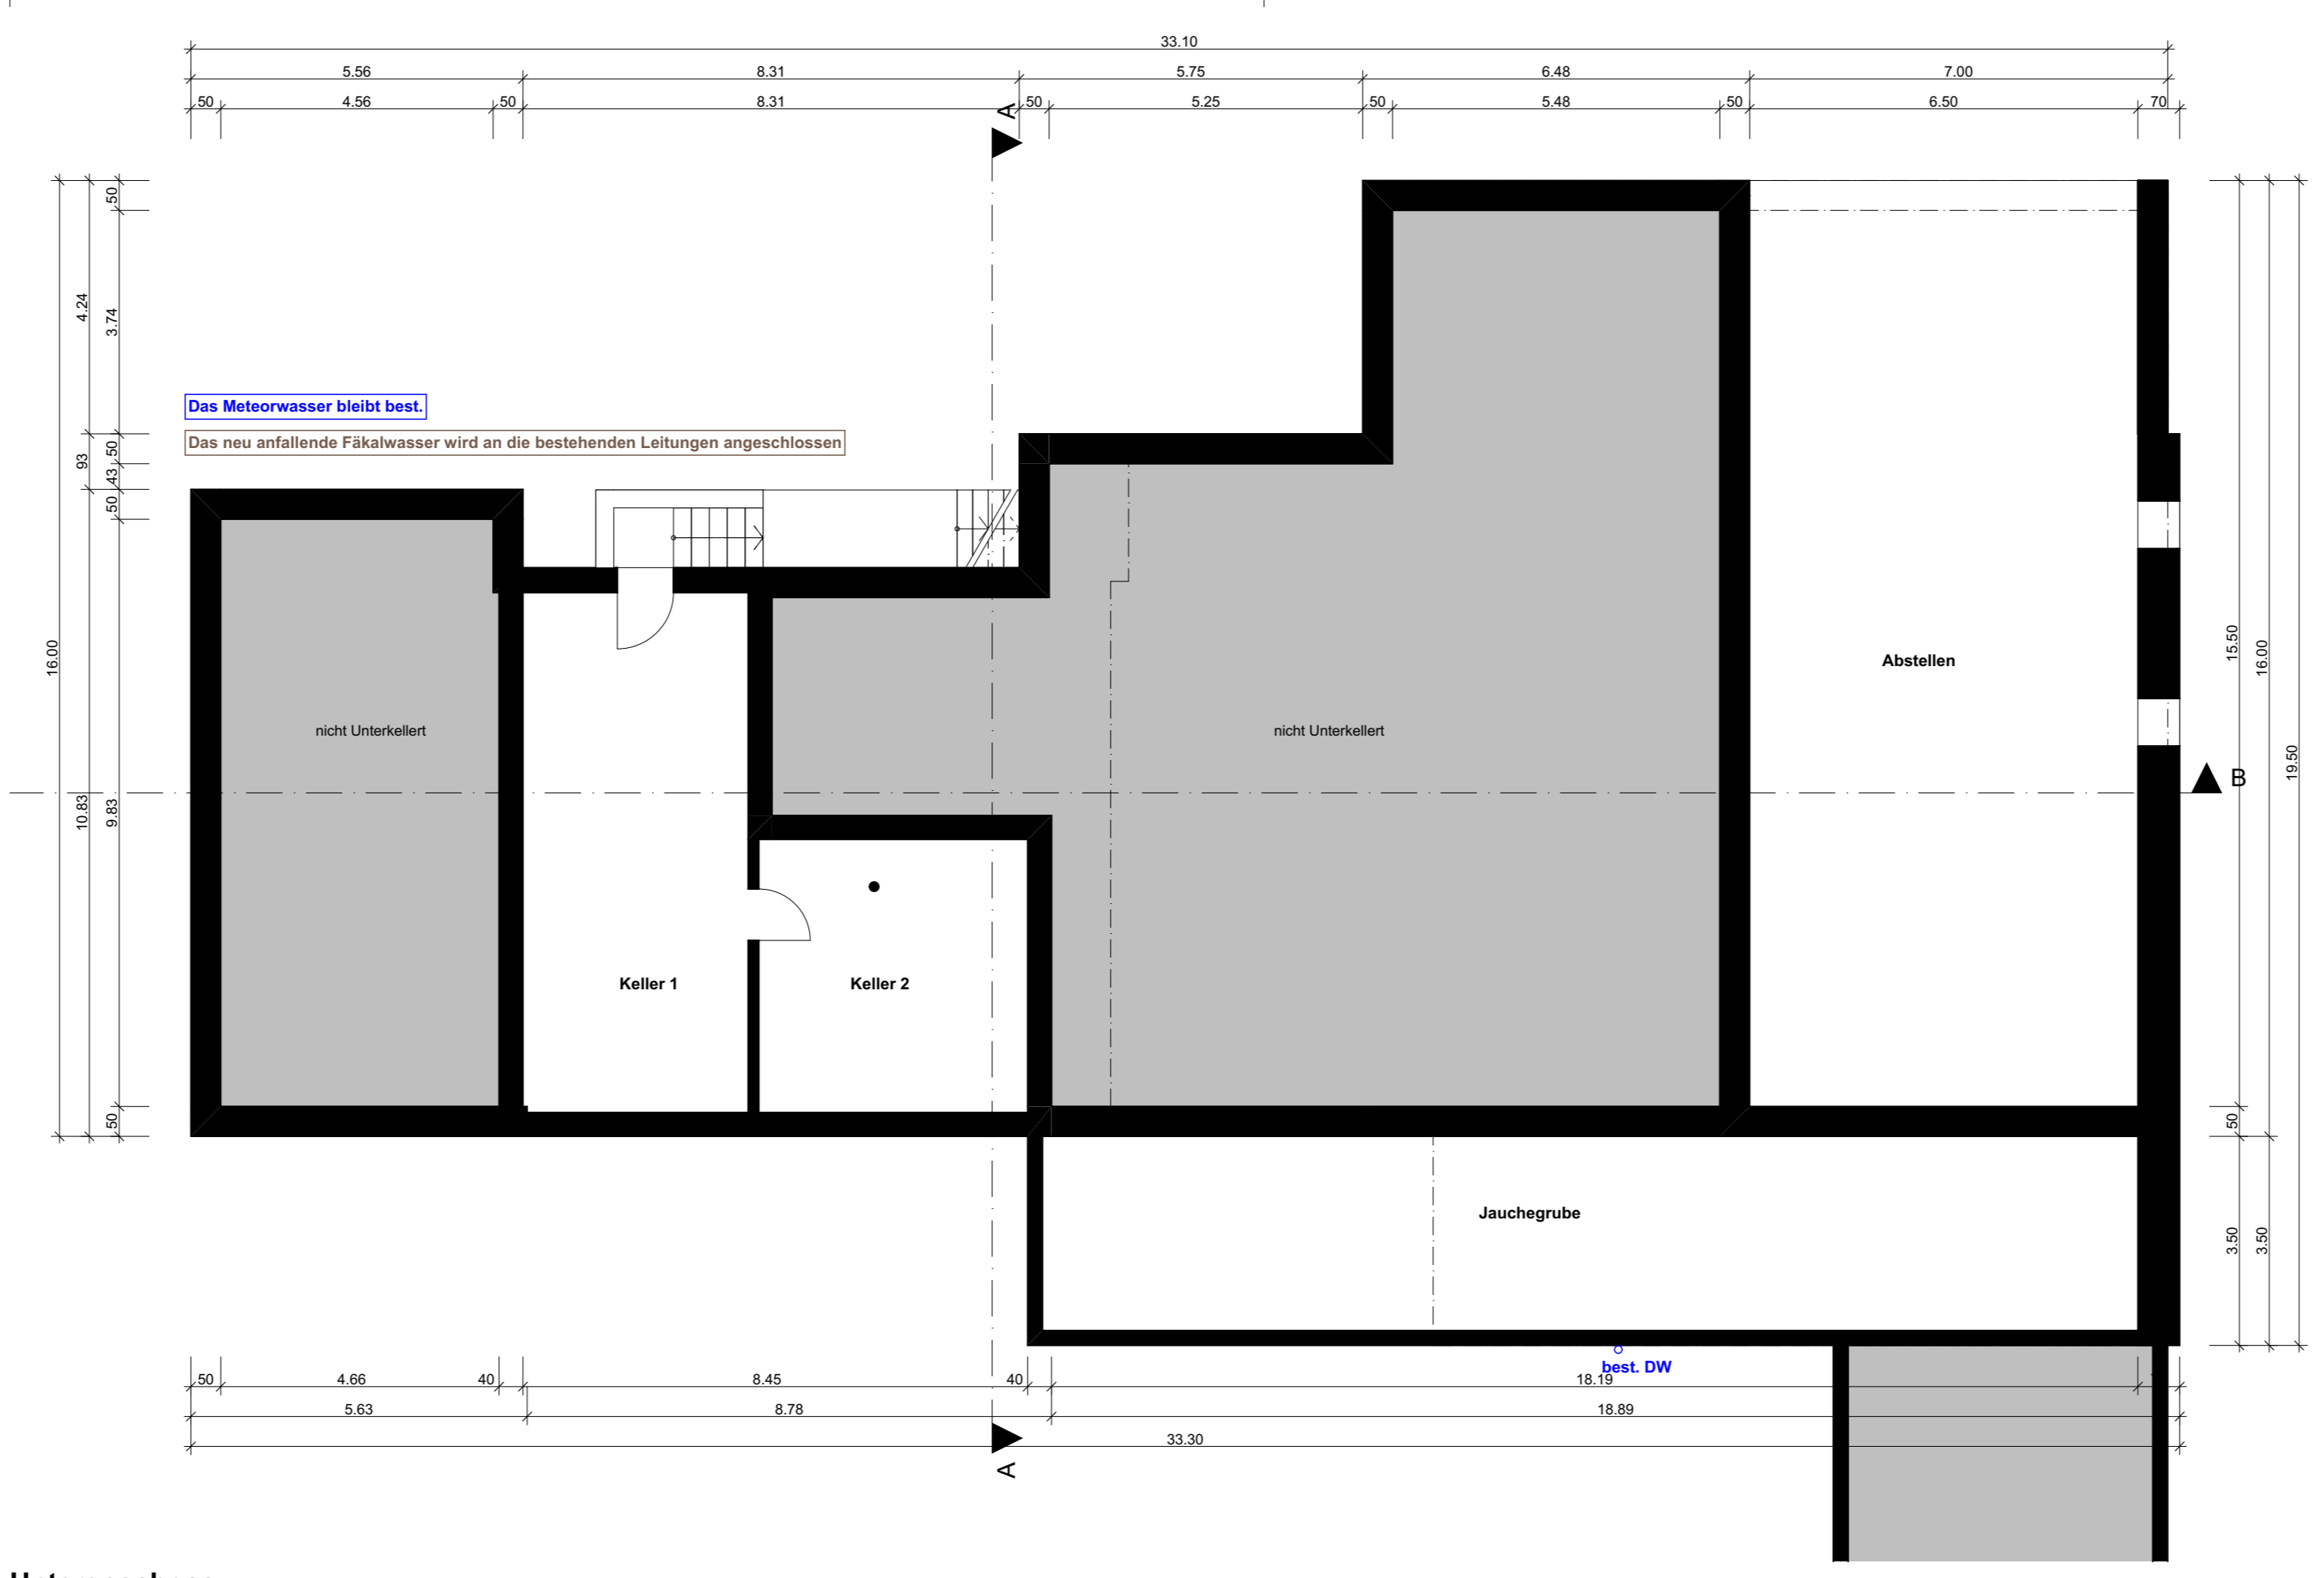 33.10
5.56 8.31 5.75 6.48 7.00
50 4.56 50 8.31 50 5.25 50 5.48 50 6.50 70
A
50
4.24 3.74
Das Meteorwasser bleibt best.
Das neu anfallende Fäkalwasser wird an die bestehenden Leitungen angeschlossen
93 50
43
50
16.00 15.50 16.00
Abstellen
nicht Unterkellert nicht Unterkellert
19.50
B
10.83 9.83
Keller 1 Keller 2
50 50
Jauchegrube
3.50 3.50
best. DW
50 4.66 40 8.45 40 18.19
5.63 8.78 18.89
33.30
A